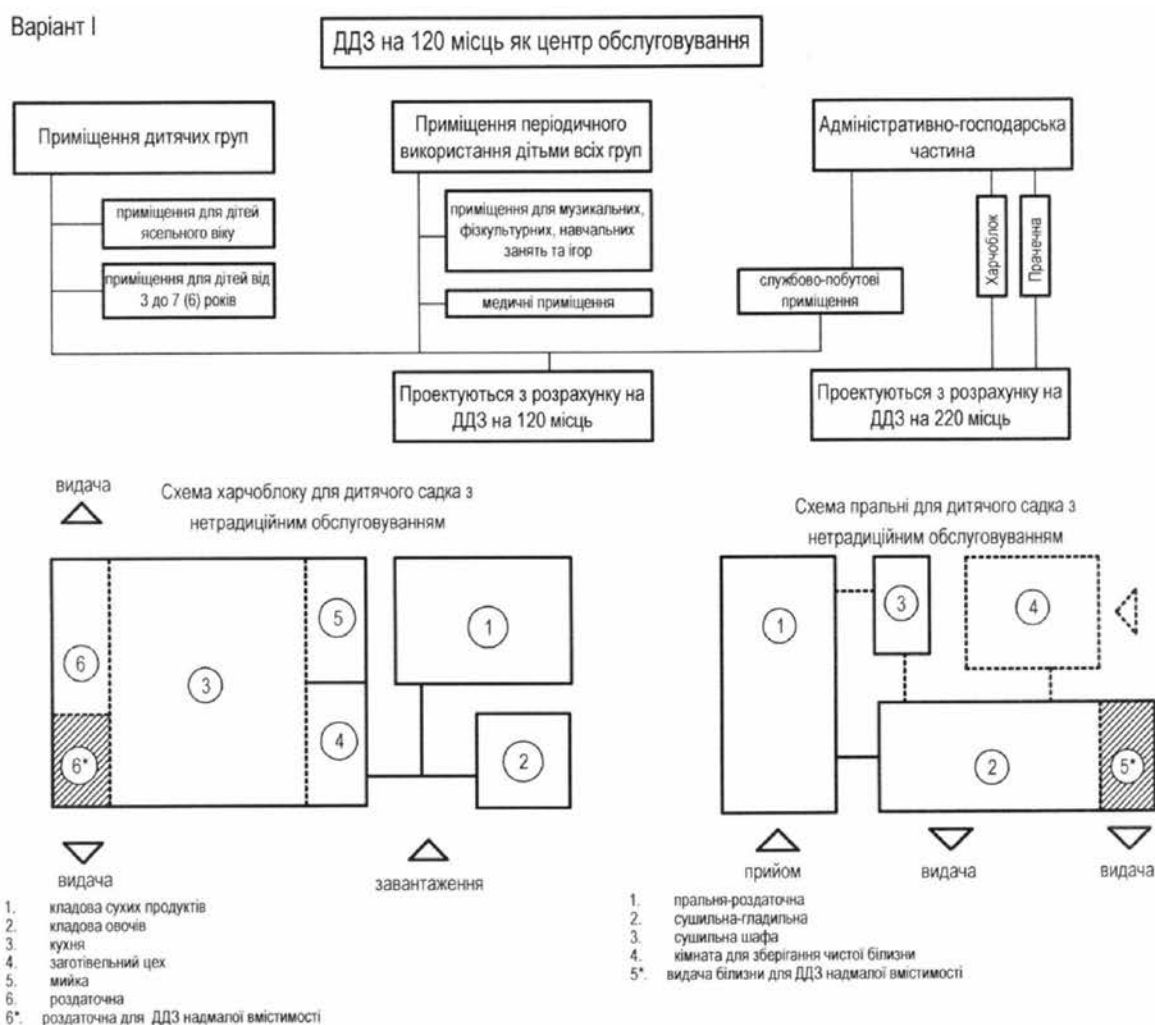 Варіант I
ДДЗ на 120 місць як центр обслуговування
Приміщення дитячих груп
приміщення для дітей
ясельного віку
приміщення для дітей від
3 до 7 (6) років
Приміщення періодичного
використання дітьми всіх груп
приміщення для музикальних,
фізкультурних, навчальних
занять та ігор
медичні приміщення
Адміністративно-господарська
частина
службово-побутові
приміщення
Харчоблок
Прачечна
Проектуються з розрахунку на
ДДЗ на 120 місць
Проектуються з розрахунку на
ДДЗ на 220 місць
видача
Схема харчоблоку для дитячого садка з
нетрадиційним обслуговуванням
6
6*
3
5
4
1
2
видача
завантаження
1. кладова сухих продуктів
2. кладова овочів
3. кухня
4. заготівельний цех
5. мийка
6. роздаточна
6*. роздаточна для ДДЗ надмалої вмістимості
Схема пральні для дитячого садка з
нетрадиційним обслуговуванням
1
3
4
2
5*
прийом
видача
видача
1. пральня-роздаточна
2. сушильна-гладильна
3. сушильна шафа
4. кімната для зберігання чистої білизни
5*. видача білизни для ДДЗ надмалої вмістимості